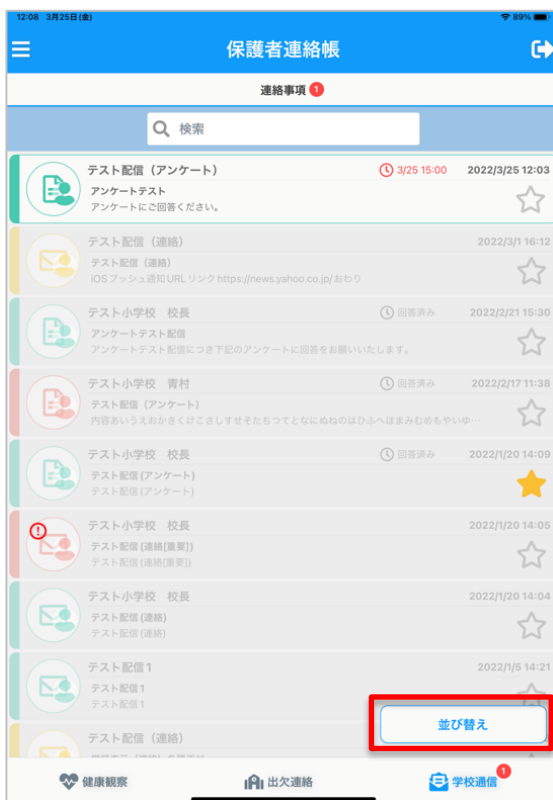 12:08 3月25日(金) 89%
保護者連絡帳
連絡事項 1
検索
テスト配信（アンケート） 3/25 15:00 2022/3/25 12:03
アンケートテスト
アンケートにご回答ください。
テスト配信（連絡） 2022/3/1 16:12
テスト配信（連絡）
iOSプッシュ通知URLリンクhttps://news.yahoo.co.jp/おわり
テスト小学校　校長 回答済み 2022/2/21 15:30
アンケートテスト配信
アンケートテスト配信につき下記のアンケートに回答をお願いいたします。
テスト小学校　青村 回答済み 2022/2/17 11:38
テスト配信（アンケート）
内容あいうえおかきくけこさしすせそたちつてとなにぬねのはひふへほまみむめもやいゆ…
テスト小学校　校長 回答済み 2022/1/20 14:09
テスト配信(アンケート)
テスト配信(アンケート)
テスト小学校　校長 2022/1/20 14:05
テスト配信(連絡[重要])
テスト配信(連絡[重要])
テスト小学校　校長 2022/1/20 14:04
テスト配信(連絡)
テスト配信(連絡)
テスト配信1 2022/1/5 14:21
テスト配信1
テスト配信1
並び替え
テスト配信（連絡）
健康観察 出欠連絡 学校通信 1